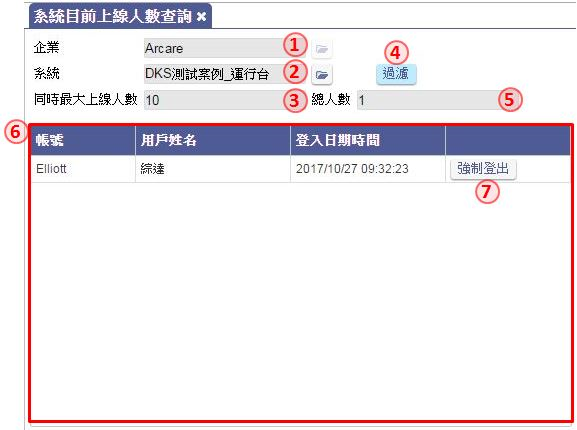 系統目前上線人數查詢 ×
企業 Arcare ①
系統 DKS測試案例_運行台 ② 過濾 ④
同時最大上線人數 10 ③ 總人數 1 ⑤
⑥
帳號 用戶姓名 登入日期時間
Elliott 綜達 2017/10/27 09:32:23 強制登出
⑦